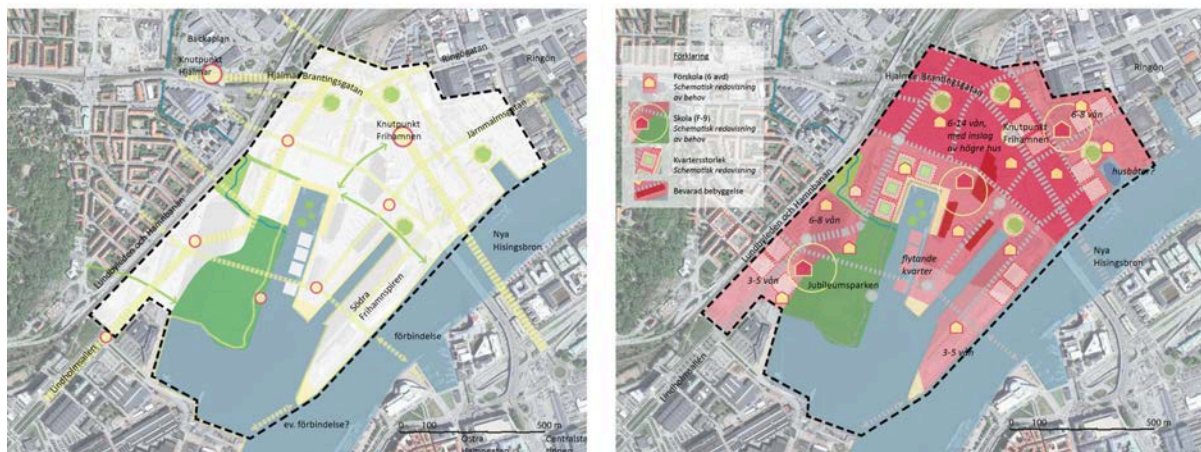 Backaplan
Knutpunkt
Hjalmar
Hjalmar Brantingsgatan
Ringögatan
Ringön
Järnmalmsgatan
Knutpunkt
Frihamnen
Lundbyleden och Hamnbanan
Nya
Hisingsbron
Södra
Frihamnspiren
förbindelse
Lindholmsallén
ev. förbindelse?
0
100
500 m
Östra
Hamngatan
Centralsta
tionen
Förklaring
Förskola (6 avd)
Schematisk redovisning
av behov
Skola (F-9)
Schematisk redovisning
av behov
Kvartersstorlek
Schematisk redovisning
Bevarad bebyggelse
Hjalmar Brantingsgatan
Ringön
6-14 vån,
med inslag
av högre hus
Knutpunkt
Frihamnen
6-8 vån
husbåtar?
Lundbyleden och Hamnbanan
6-8 vån
Nya
Hisingsbron
flytande
kvarter
3-5 vån
Jubileumsparken
3-5 vån
Lindholmsallén
0
100
500 m